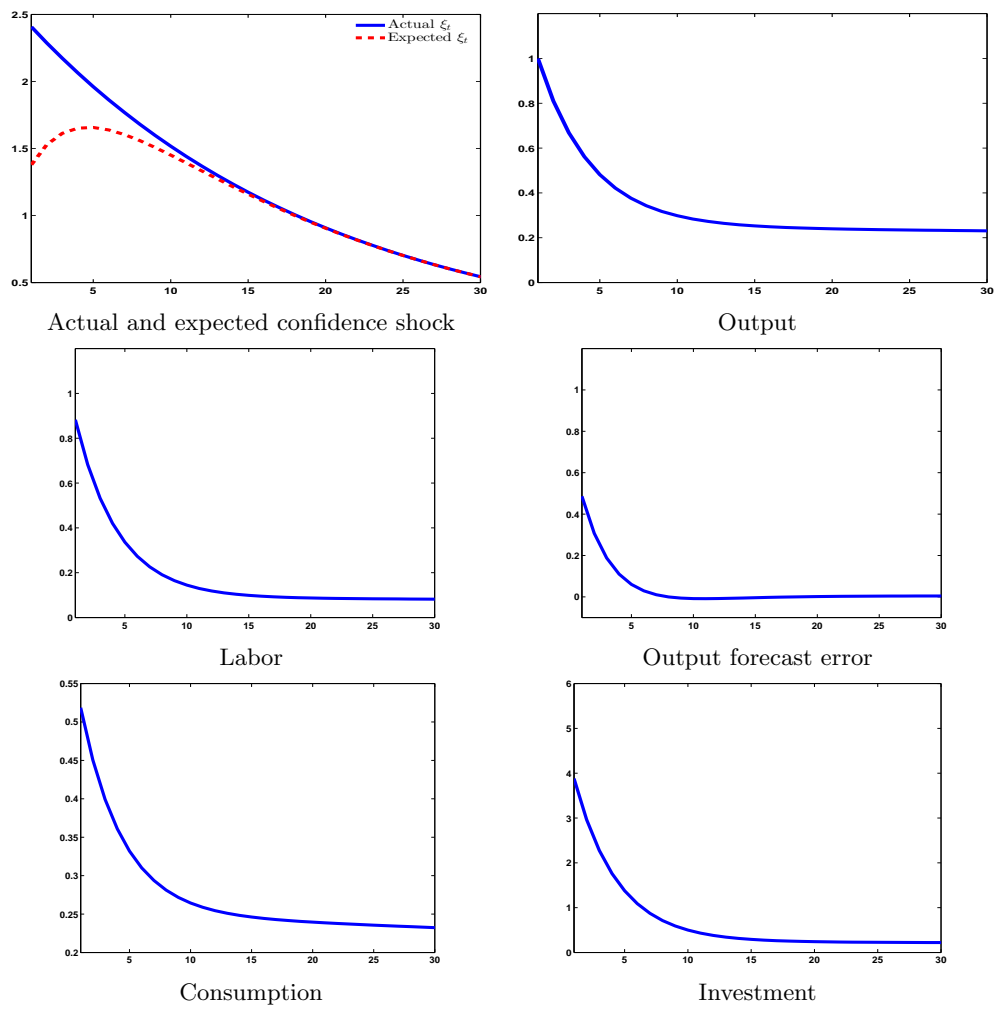 2.5
2
1.5
1
0.5
5 10 15 20 25 30
Actual ξt
Expected ξt
Actual and expected confidence shock
1
0.8
0.6
0.4
0.2
0
5 10 15 20 25 30
Output
1
0.8
0.6
0.4
0.2
0
5 10 15 20 25 30
Labor
1
0.8
0.6
0.4
0.2
0
5 10 15 20 25 30
Output forecast error
0.55
0.5
0.45
0.4
0.35
0.3
0.25
0.2
5 10 15 20 25 30
Consumption
6
5
4
3
2
1
0
5 10 15 20 25 30
Investment